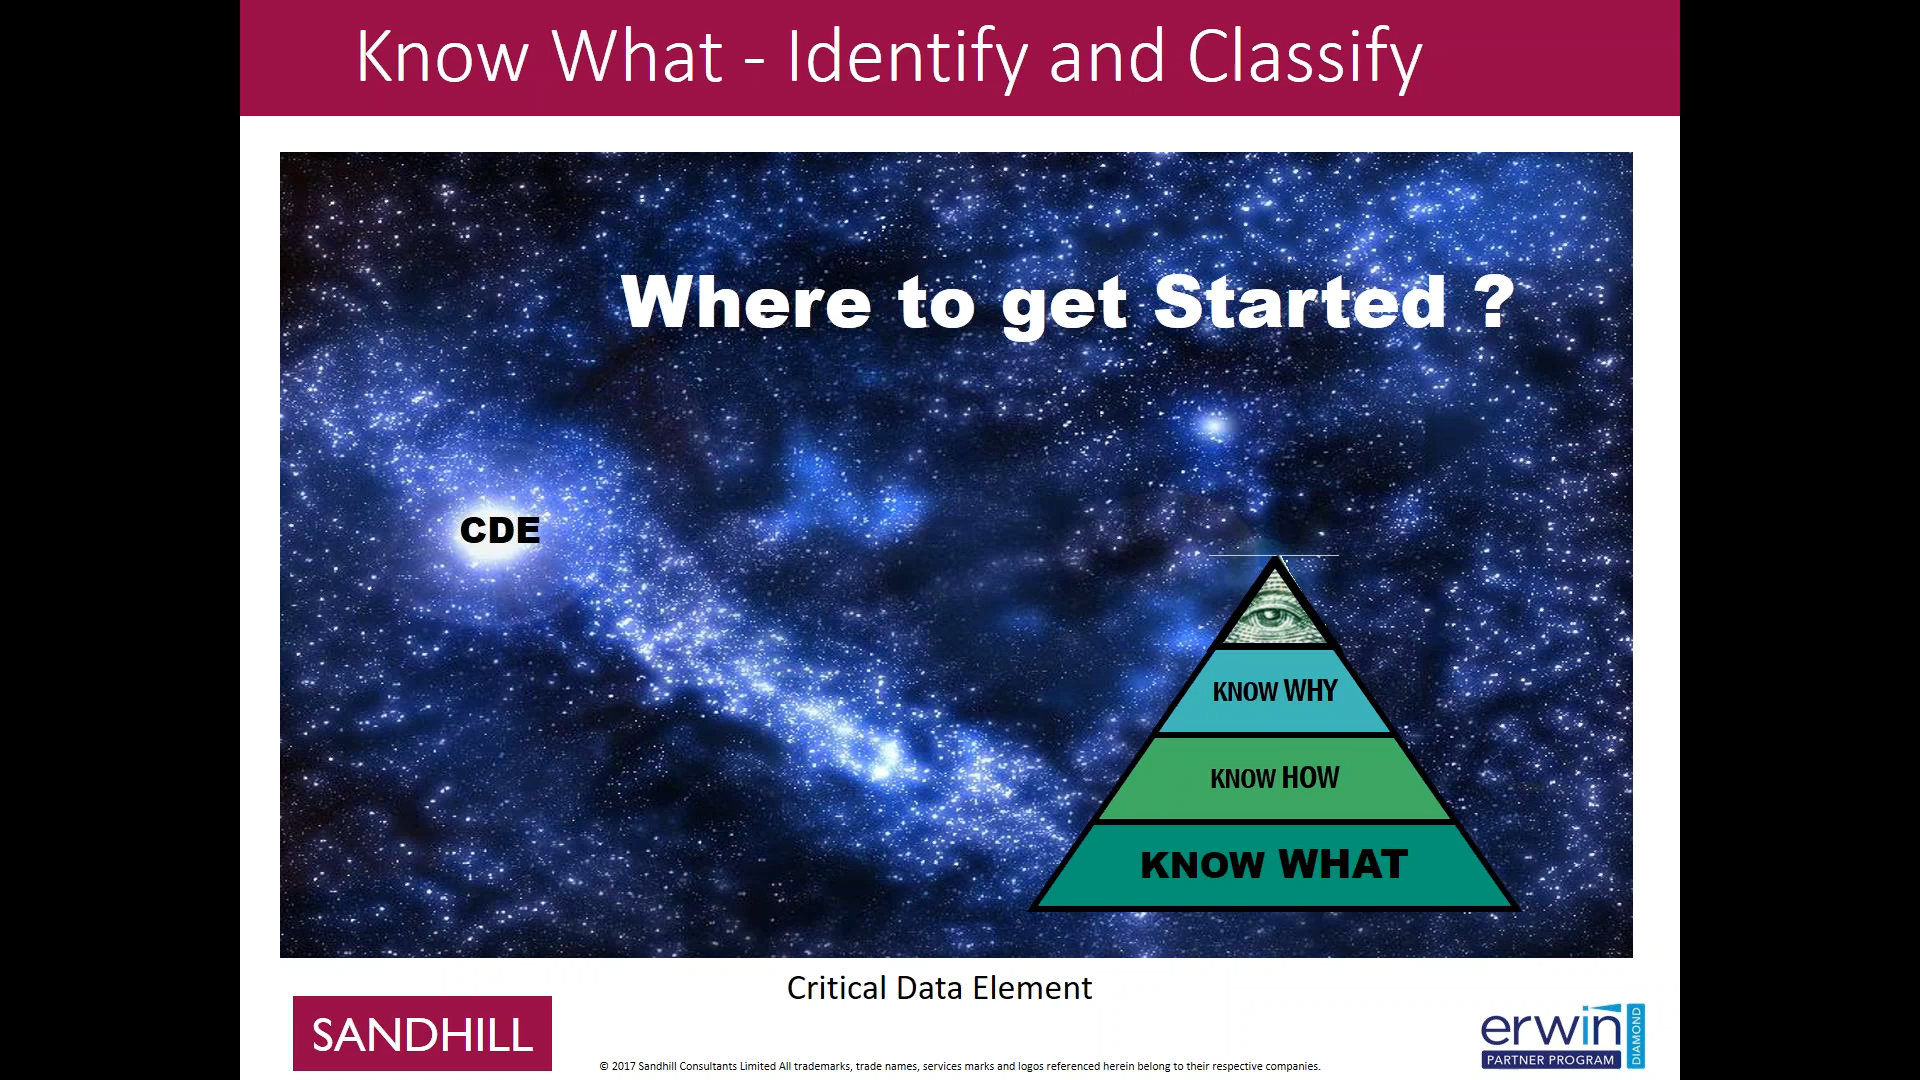 Know What - Identify and Classify
Where to get Started ?
CDE
KNOW WHY
KNOW HOW
KNOW WHAT
Critical Data Element
SANDHILL
erwin
PARTNER PROGRAM
DIAMOND
© 2017 Sandhill Consultants Limited All trademarks, trade names, services marks and logos referenced herein belong to their respective companies.